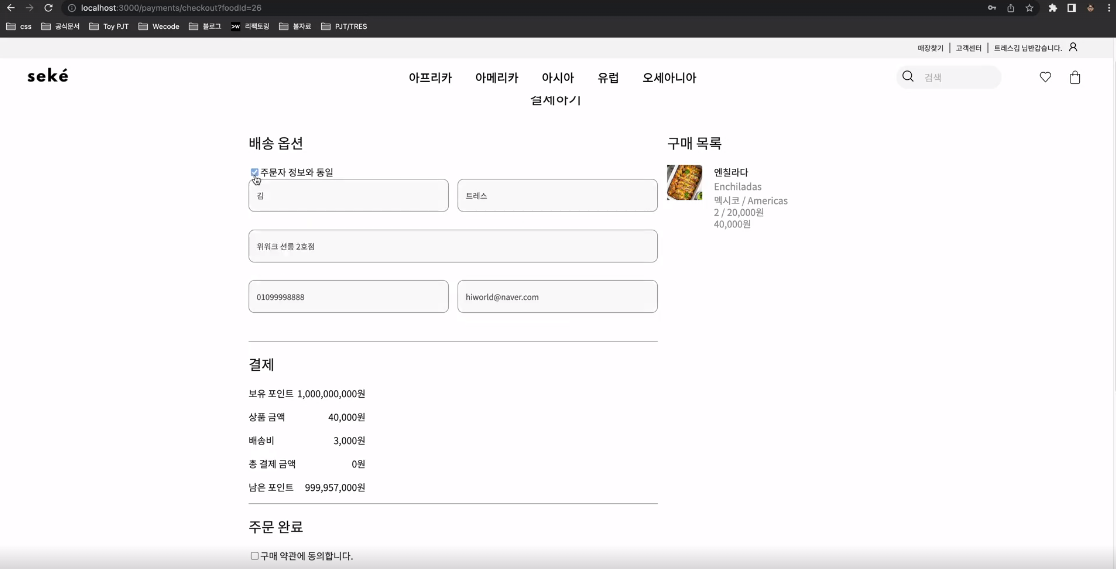 localhost:3000/payments/checkout?foodId=26
css 공식문서 Toy PJT Wecode 블로그 리팩토링 볼자료 PJT/TRES
매장찾기 | 고객센터 | 트레스김 님반갑습니다.
seké 아프리카 아메리카 아시아 유럽 오세아니아 검색
결제하기
배송 옵션
구매 목록
주문자 정보와 동일
김 트레스
위워크 선릉 2호점
01099998888 hiworld@naver.com
엔칠라다
Enchiladas
멕시코 / Americas
2 / 20,000원
40,000원
결제
보유 포인트 1,000,000,000원
상품 금액 40,000원
배송비 3,000원
총 결제 금액 0원
남은 포인트 999,957,000원
주문 완료
구매 약관에 동의합니다.